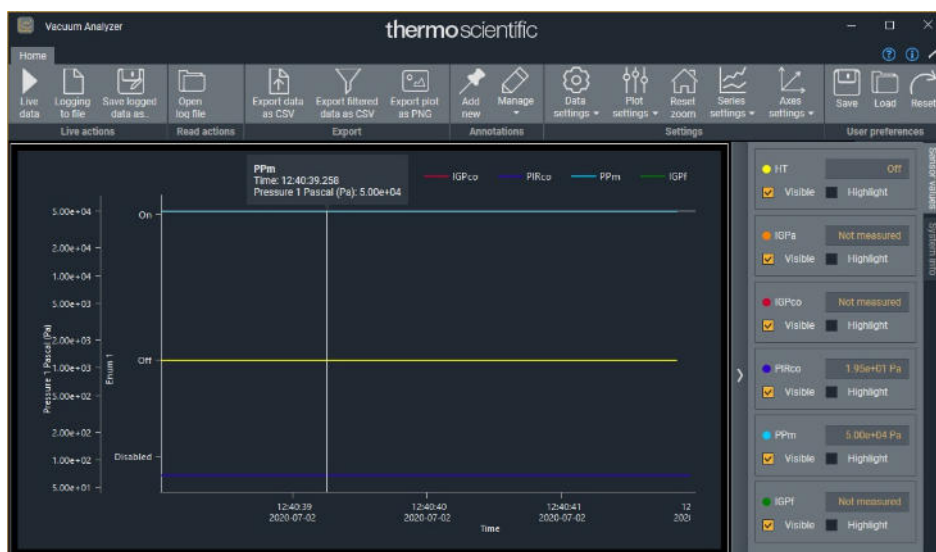 Vacuum Analyzer
thermoscientific
Home
Live data
Logging to file
Save logged data as..
Open log file
Export data as CSV
Export filtered data as CSV
Export plot as PNG
Add new
Manage
Data settings
Plot settings
Reset zoom
Series settings
Axes settings
Save
Load
Reset
Live actions
Read actions
Export
Annotations
Settings
User preferences
PPm
Time: 12:40:39.258
Pressure 1 Pascal (Pa): 5.00e+04
IGPco
PIRco
PPm
IGPf
Pressure 1 Pascal (Pa)
5.00e+04
2.00e+04
1.00e+04
5.00e+03
2.00e+03
1.00e+03
5.00e+02
2.00e+02
1.00e+02
5.00e+01
Enum 1
On
Off
Disabled
12:40:39
2020-07-02
12:40:40
2020-07-02
12:40:41
2020-07-02
12
202
Time
HT
Off
Visible
Highlight
IGPa
Not measured
Visible
Highlight
IGPco
Not measured
Visible
Highlight
PIRco
1.95e+01 Pa
Visible
Highlight
PPm
5.00e+04 Pa
Visible
Highlight
IGPf
Not measured
Visible
Highlight
Sensor values
System info